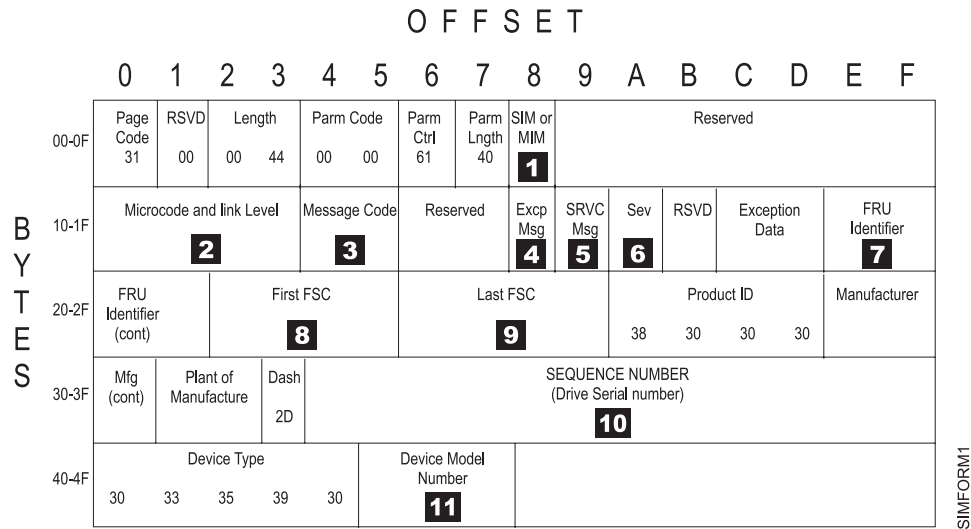 O F F S E T
0 1 2 3 4 5 6 7 8 9 A B C D E F
B Y T E S
00-0F
Page Code 31
RSVD 00
Length 00 44
Parm Code 00 00
Parm Ctrl 61
Parm Lngth 40
SIM or MIM 1
Reserved
10-1F
Microcode and link Level 2
Message Code 3
Reserved
Excp Msg 4
SRVC Msg 5
Sev 6
RSVD
Exception Data
FRU Identifier 7
20-2F
FRU Identifier (cont)
First FSC 8
Last FSC 9
Product ID 38 30 30 30
Manufacturer
30-3F
Mfg (cont)
Plant of Manufacture
Dash 2D
SEQUENCE NUMBER
(Drive Serial number)
10
40-4F
Device Type 30 33 35 39 30
Device Model Number 11
SIMFORM1